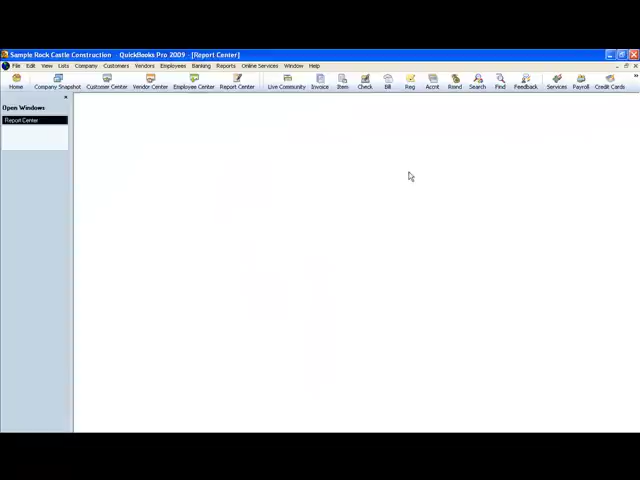 Sample Rock Castle Construction - QuickBooks Pro 2009 - [Report Center]
File Edit View Lists Company Customers Vendors Employees Banking Reports Online Services Window Help
Home Company Snapshot Customer Center Vendor Center Employee Center Report Center Live Community Invoice Item Check Bill Reg Accnt Rmnd Search Find Feedback Services Payroll Credit Cards
Open Windows
Report Center